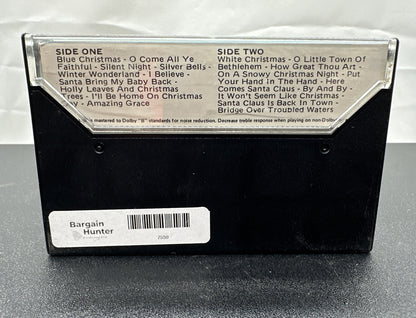 SIDE ONE
Blue Christmas - O Come All Ye
Faithful - Silent Night - Silver Bells -
Winter Wonderland - I Believe -
Santa Bring My Baby Back -
Holly Leaves And Christmas
Trees - I'll Be Home On Christmas
- Amazing Grace
SIDE TWO
White Christmas - O Little Town Of
Bethlehem - How Great Thou Art -
On A Snowy Christmas Night - Put
Your Hand In The Hand - Here
Comes Santa Claus - By And By -
It Won't Seem Like Christmas -
Santa Claus Is Back In Town -
Bridge Over Troubled Waters
is mastered to Dolby "B" standards for noise reduction. Decrease treble response when playing on non-Dolby
Bargain
Hunter